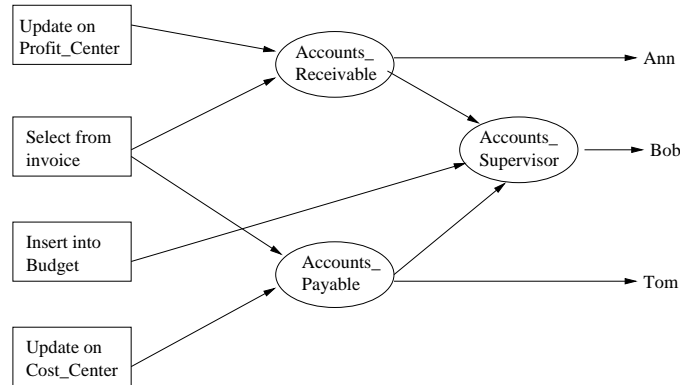 Update on
Profit_Center
Accounts_
Receivable
Ann
Select from
invoice
Accounts_
Supervisor
Bob
Insert into
Budget
Accounts_
Payable
Tom
Update on
Cost_Center